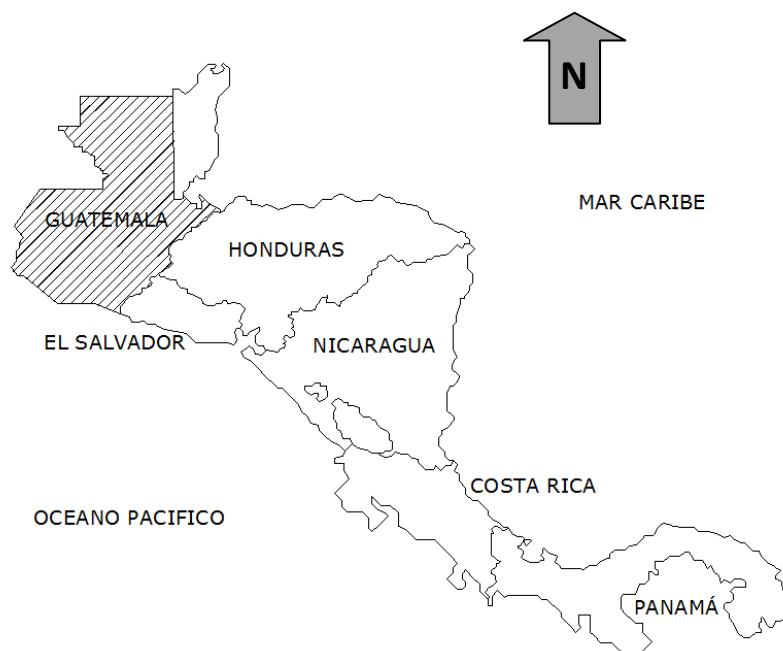 N
MAR CARIBE
GUATEMALA
HONDURAS
EL SALVADOR
NICARAGUA
COSTA RICA
OCEANO PACIFICO
PANAMÁ